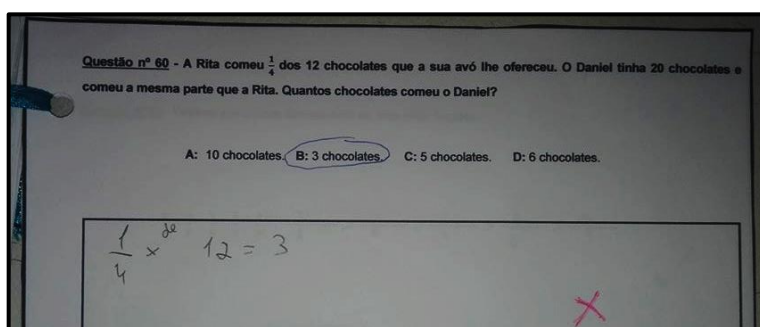 Questão nº 60 - A Rita comeu 1/4 dos 12 chocolates que a sua avó lhe ofereceu. O Daniel tinha 20 chocolates e
comeu a mesma parte que a Rita. Quantos chocolates comeu o Daniel?
A: 10 chocolates. B: 3 chocolates. C: 5 chocolates. D: 6 chocolates.
1/4 x de 12 = 3